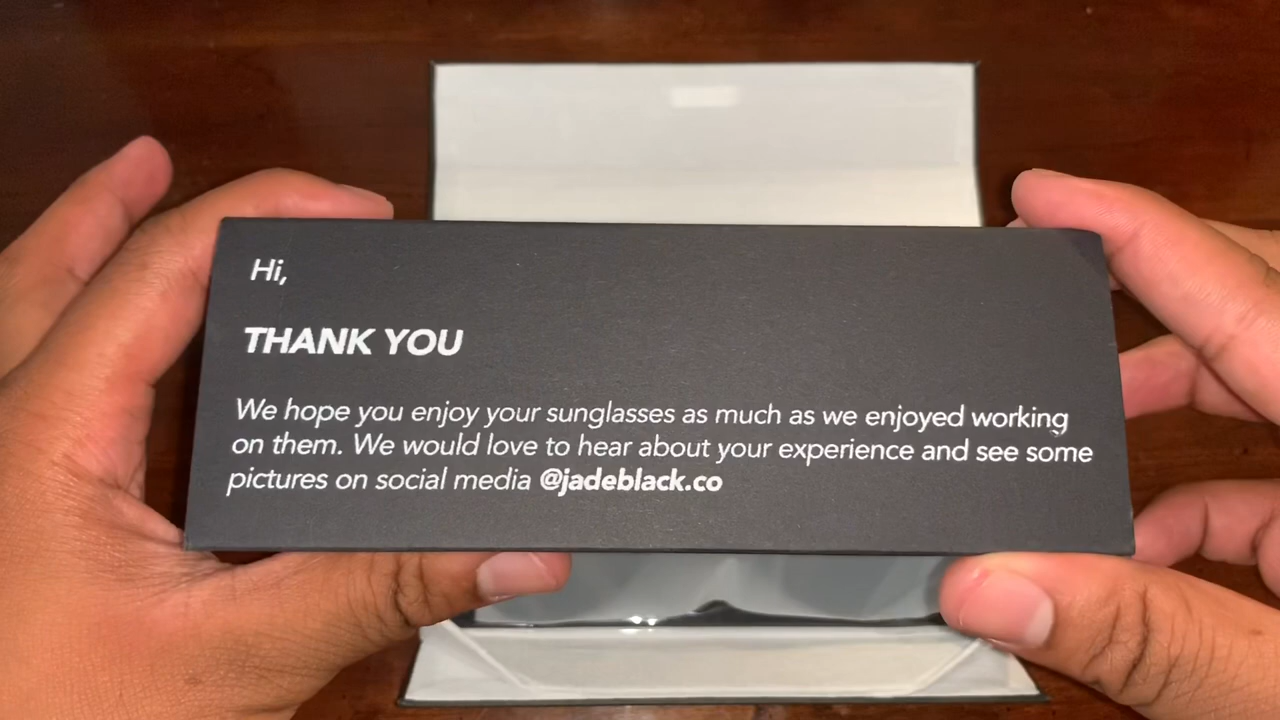 Hi,
THANK YOU
We hope you enjoy your sunglasses as much as we enjoyed working
on them. We would love to hear about your experience and see some
pictures on social media @jadeblack.co